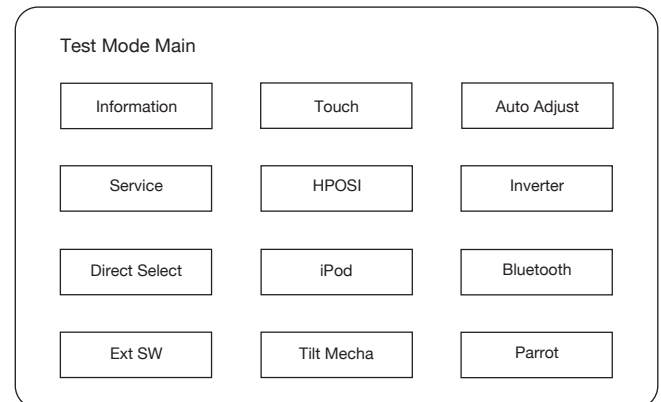 Test Mode Main
Information Touch Auto Adjust
Service HPOSI Inverter
Direct Select iPod Bluetooth
Ext SW Tilt Mecha Parrot